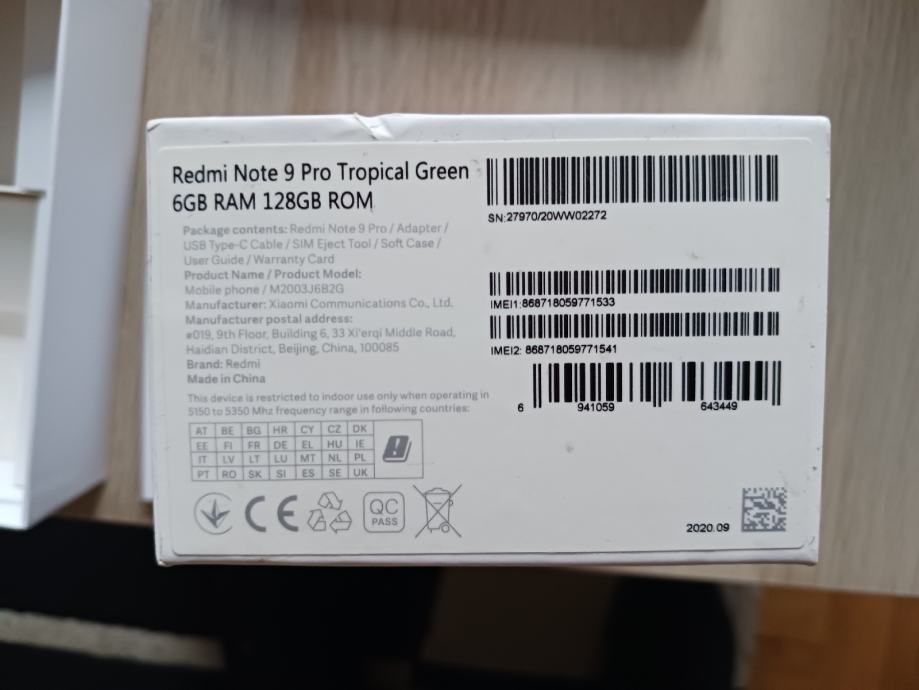 Redmi Note 9 Pro Tropical Green
6GB RAM 128GB ROM
Package contents: Redmi Note 9 Pro / Adapter /
USB Type-C Cable / SIM Eject Tool / Soft Case /
User Guide / Warranty Card
Product Name / Product Model:
Mobile phone / M2003J6B2G
Manufacturer: Xiaomi Communications Co., Ltd.
Manufacturer postal address:
#019, 9th Floor, Building 6, 33 Xi'erqi Middle Road,
Haidian District, Beijing, China, 100085
Brand: Redmi
Made in China
This device is restricted to indoor use only when operating in
5150 to 5350 Mhz frequency range in following countries:
AT BE BG HR CY CZ DK
EE FI FR DE EL HU IE
IT LV LT LU MT NL PL
PT RO SK SI ES SE UK
CE
QC
PASS
SN:27970/20WW02272
IMEI1:868718059771533
IMEI2: 868718059771541
6 941059 643449
2020.09